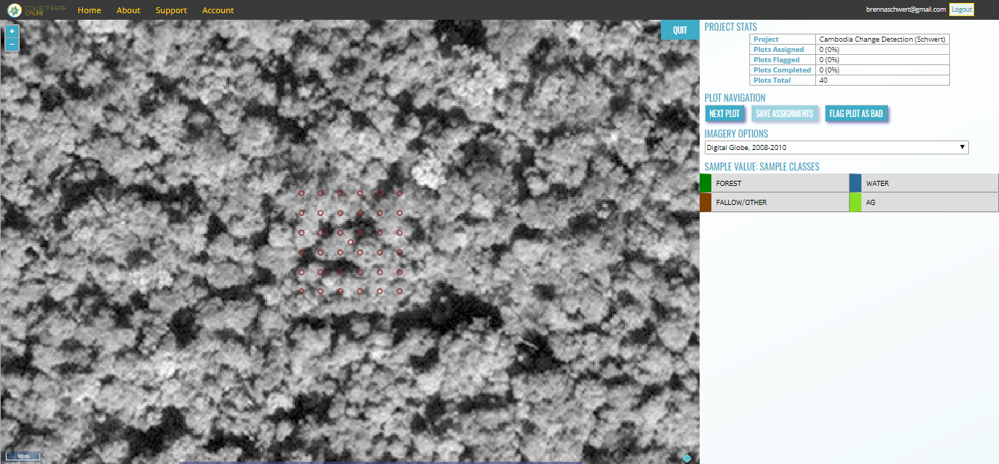 COLLECT EARTH
ONLINE
Home About Support Account
brennaschwert@gmail.com Logout
+
−
QUIT
PROJECT STATS
Project Cambodia Change Detection (Schwert)
Plots Assigned 0 (0%)
Plots Flagged 0 (0%)
Plots Completed 0 (0%)
Plots Total 40
PLOT NAVIGATION
NEXT PLOT SAVE ASSIGNMENTS FLAG PLOT AS BAD
IMAGERY OPTIONS
Digital Globe, 2008-2010
SAMPLE VALUE: SAMPLE CLASSES
FOREST WATER
FALLOW/OTHER AG
10 m